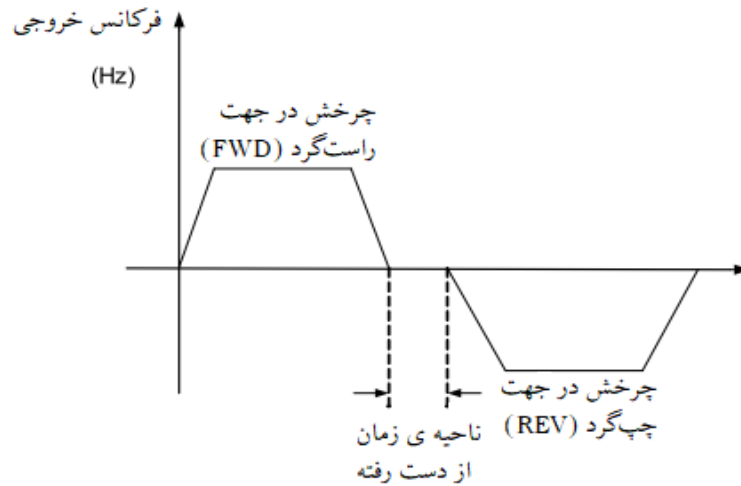 فرکانس خروجی
(Hz)
چرخش در جهت
راست‌گرد (FWD)
چرخش در جهت
چپ‌گرد (REV)
ناحیه ی زمان
از دست رفته